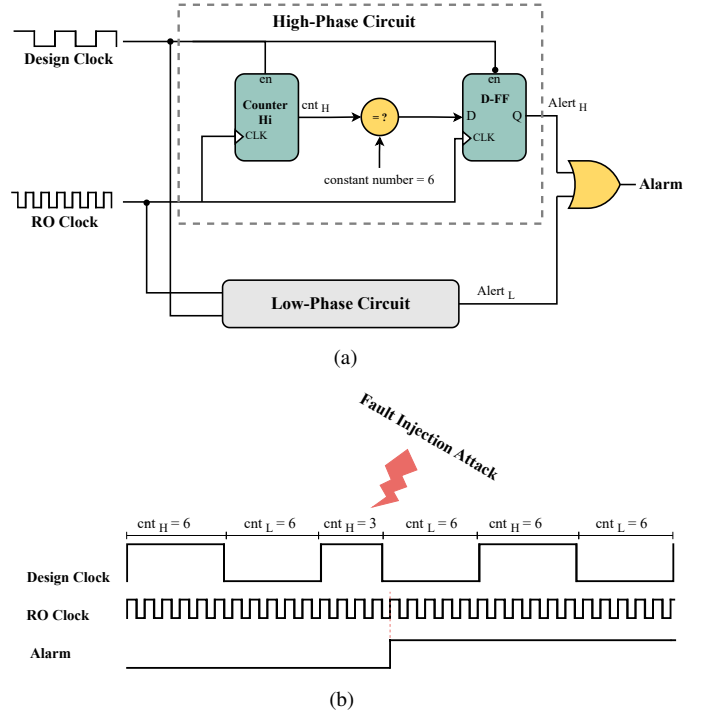 High-Phase Circuit
Design Clock
en
en
Counter
Hi
CLK
cnt H
= ?
constant number = 6
D-FF
D
Q
CLK
Alert H
Alarm
RO Clock
Low-Phase Circuit
Alert L
(a)
Fault Injection Attack
cnt H = 6
cnt L = 6
cnt H = 3
cnt L = 6
cnt H = 6
cnt L = 6
Design Clock
RO Clock
Alarm
(b)